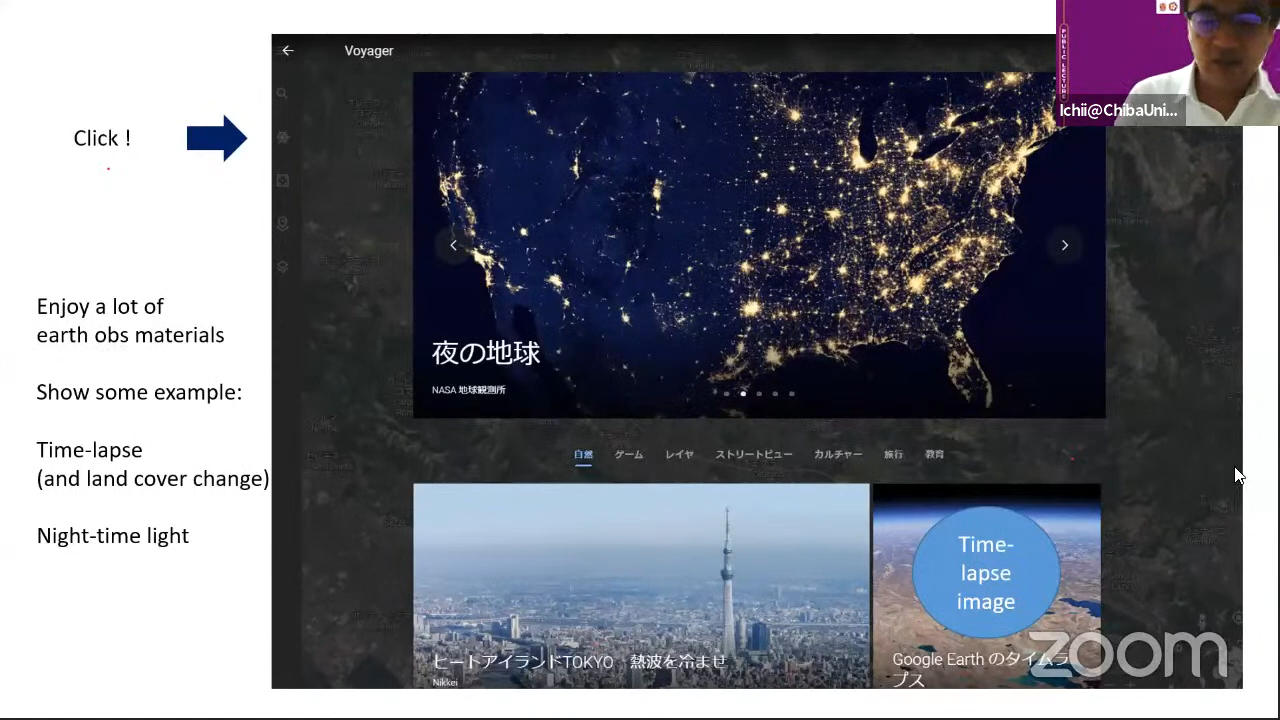 Voyager
PUBLIC LECTURE
Ichii@ChibaUni...
Click !
夜の地球
NASA 地球観測所
Enjoy a lot of
earth obs materials
Show some example:
Time-lapse
(and land cover change)
Night-time light
自然 ゲーム レイヤ ストリートビュー カルチャー 旅行 教育
ヒートアイランドTOKYO 熱波を冷ませ
Nikkei
Time-
lapse
image
Google Earth のタイムラ
プス
zoom